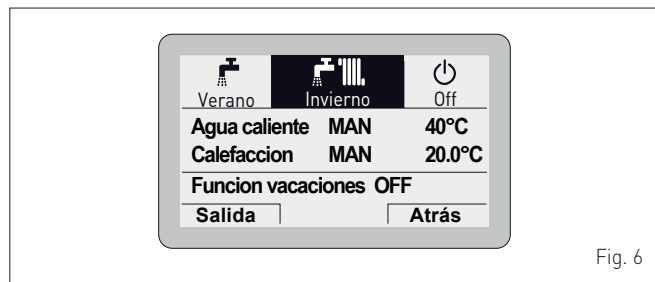 Verano Invierno Off
Agua caliente MAN 40°C
Calefaccion MAN 20.0°C
Funcion vacaciones OFF
Salida Atrás
Fig. 6